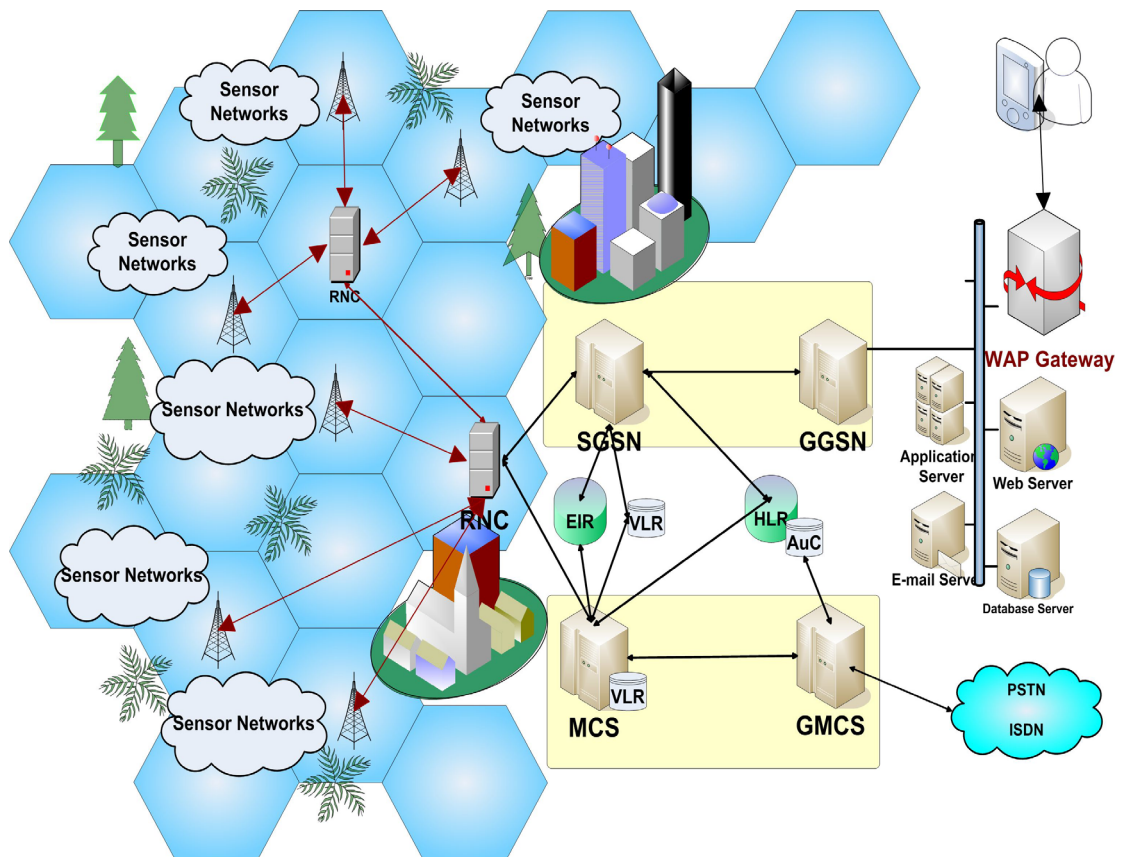 Sensor
Networks
Sensor
Networks
Sensor
Networks
RNC
WAP Gateway
Sensor Networks
SGSN
GGSN
Application
Server
Web Server
RNC
EIR
VLR
HLR
AuC
Sensor Networks
E-mail Server
Database Server
Sensor Networks
VLR
MCS
GMCS
PSTN
ISDN